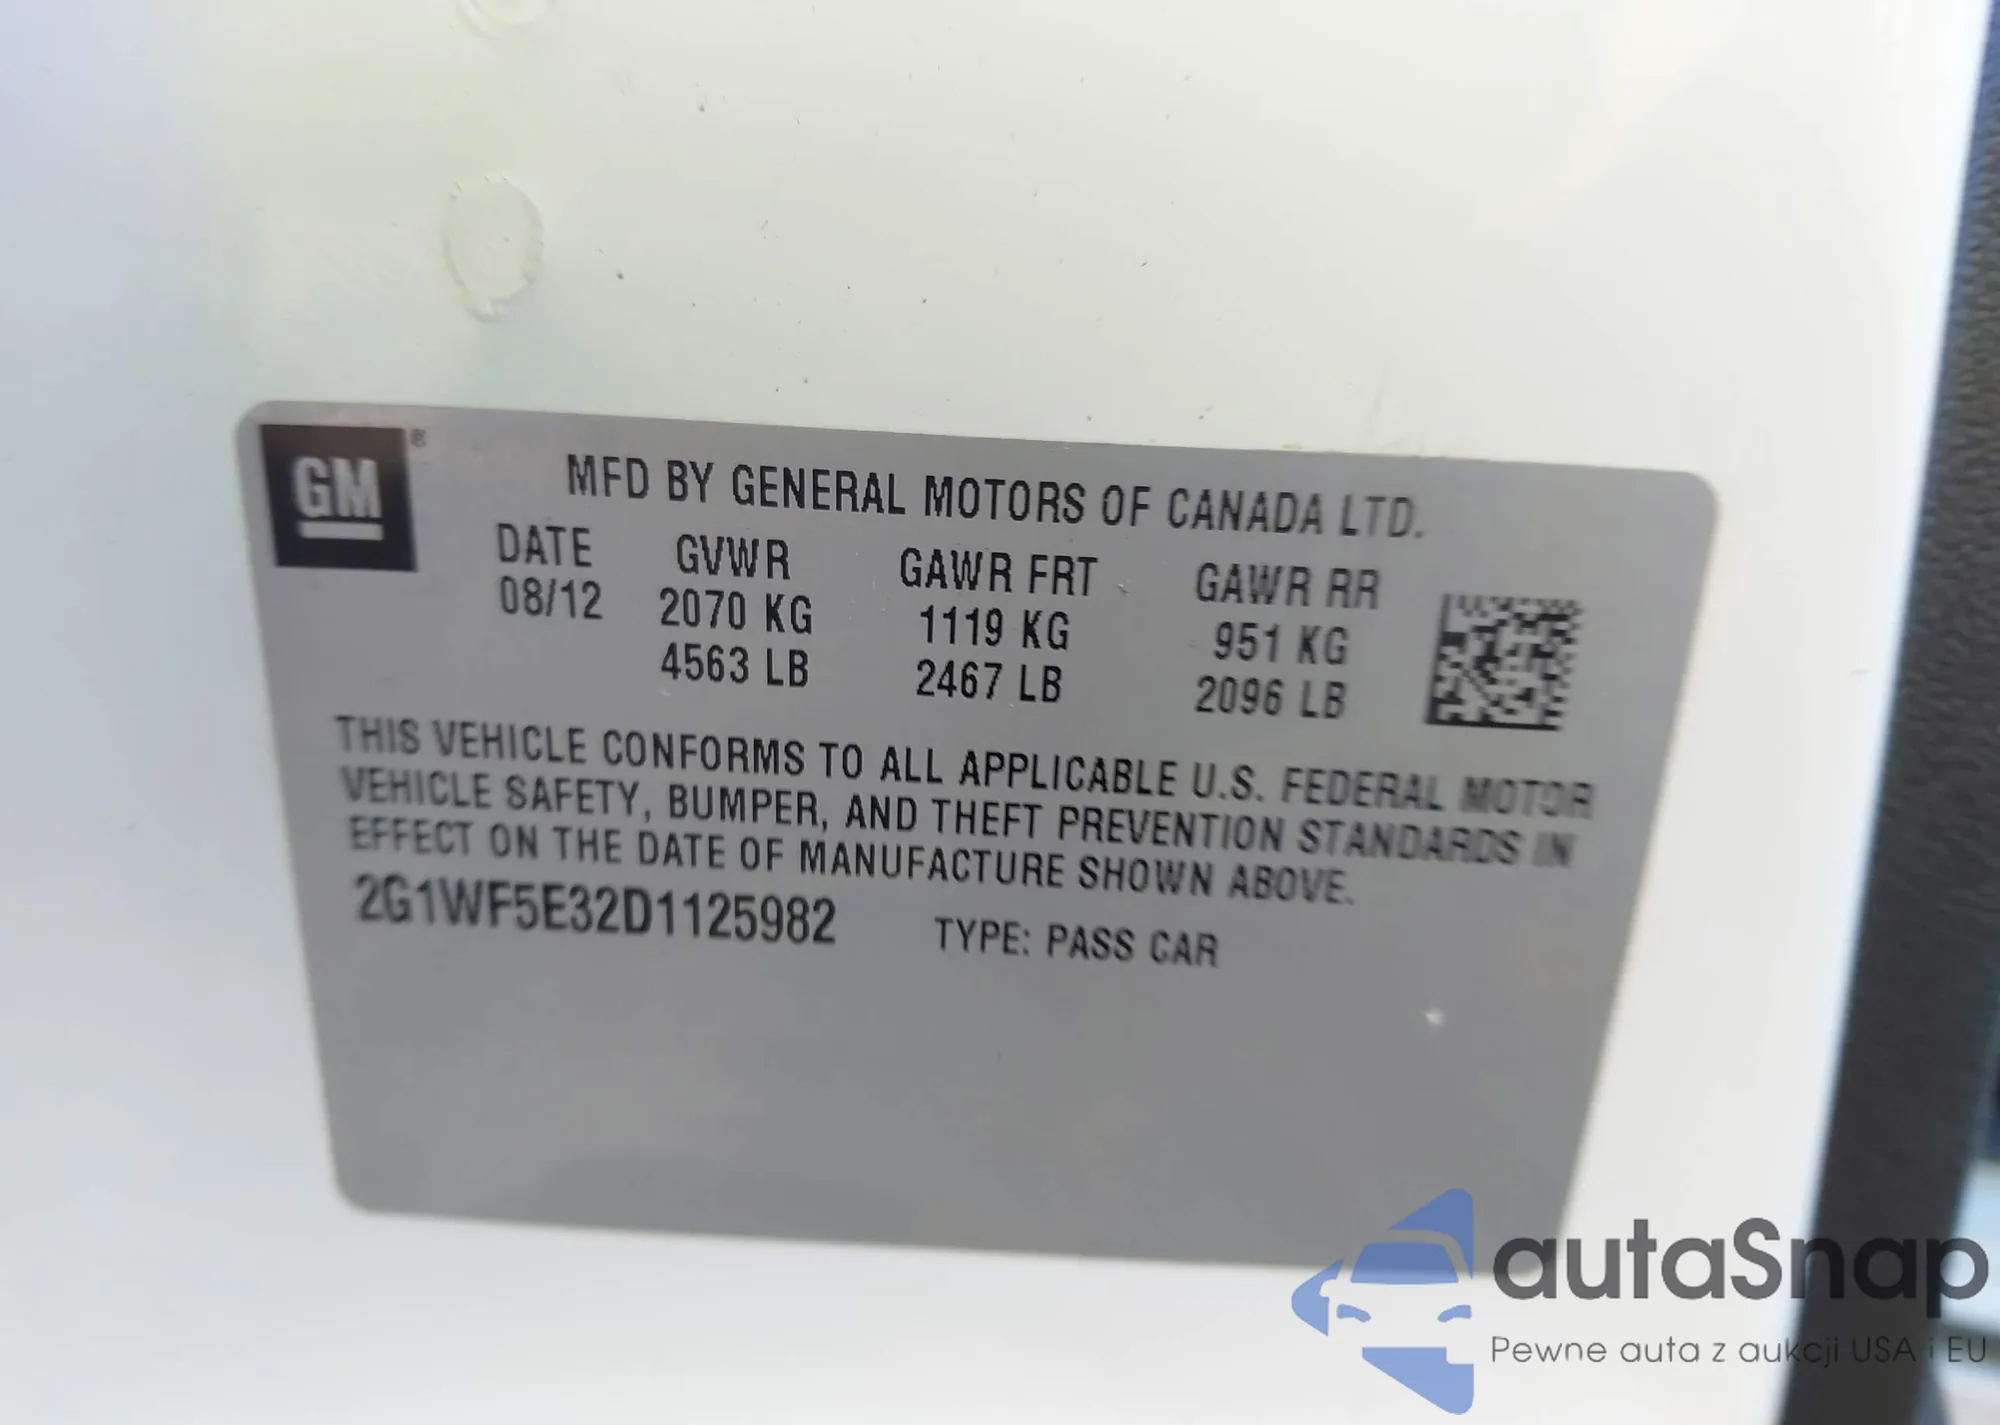 GM®
MFD BY GENERAL MOTORS OF CANADA LTD.
DATE GVWR GAWR FRT GAWR RR
08/12 2070 KG 1119 KG 951 KG
4563 LB 2467 LB 2096 LB
THIS VEHICLE CONFORMS TO ALL APPLICABLE U.S. FEDERAL MOTOR
VEHICLE SAFETY, BUMPER, AND THEFT PREVENTION STANDARDS IN
EFFECT ON THE DATE OF MANUFACTURE SHOWN ABOVE.
2G1WF5E32D1125982 TYPE: PASS CAR
autaSnap
Pewne auta z aukcji USA i EU